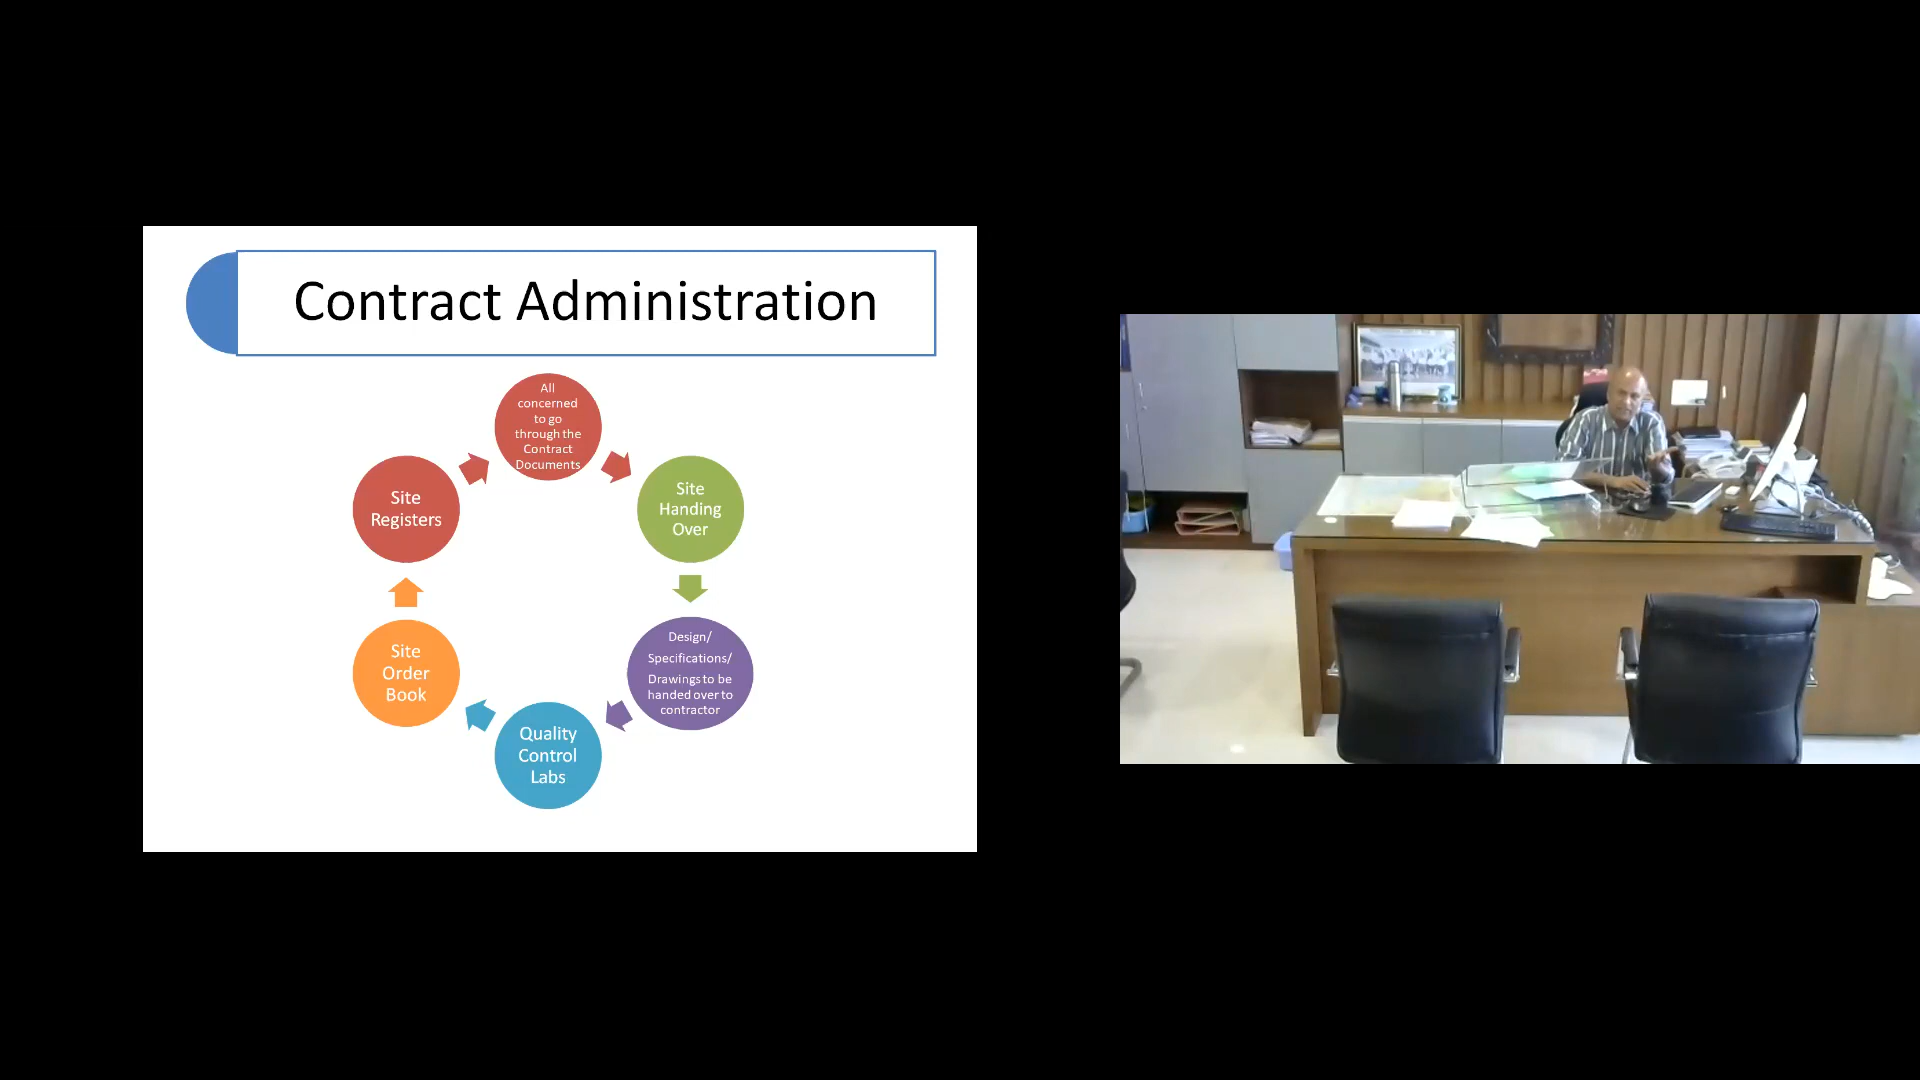 Contract Administration
All
concerned
to go
through the
Contract
Documents
Site
Handing
Over
Design/
Specifications/
Drawings to be
handed over to
contractor
Quality
Control
Labs
Site
Order
Book
Site
Registers